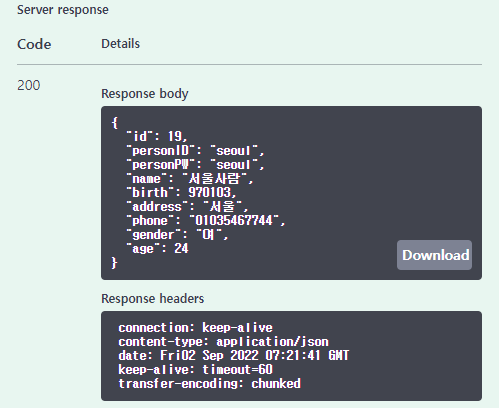 Server response
Code Details
200
Response body
{
"id": 19,
"personID": "seoul",
"personPW": "seoul",
"name": "서울사람",
"birth": 970103,
"address": "서울",
"phone": "01035467744",
"gender": "여",
"age": 24
}
Download
Response headers
connection: keep-alive
content-type: application/json
date: Fri02 Sep 2022 07:21:41 GMT
keep-alive: timeout=60
transfer-encoding: chunked